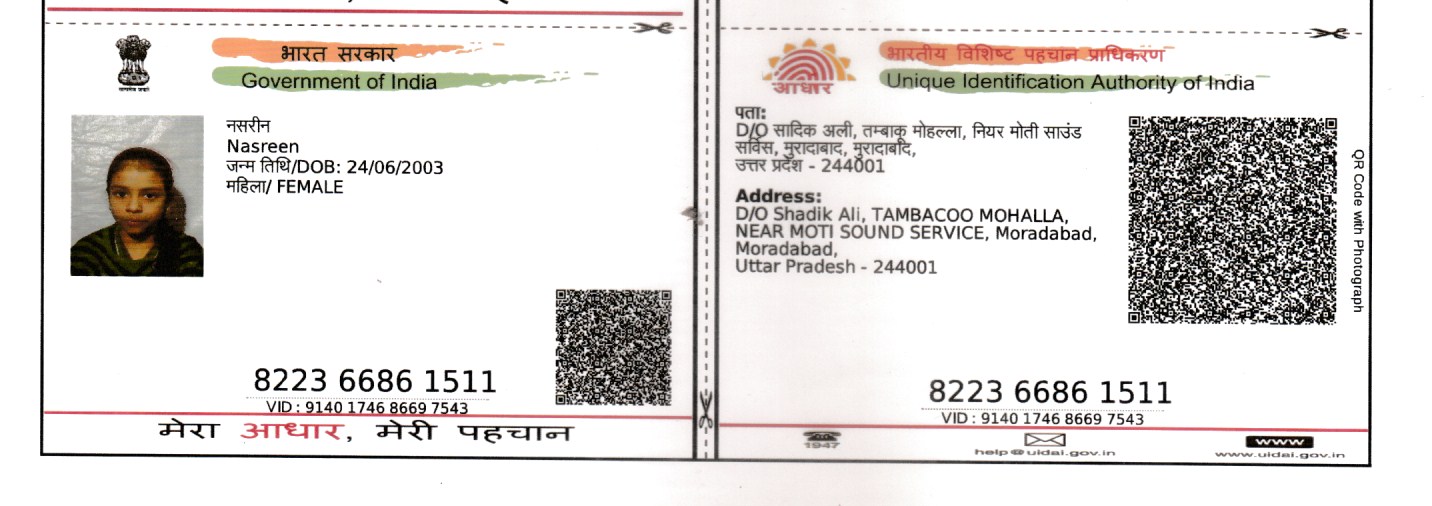 भारत सरकार
Government of India
नसरीन
Nasreen
जन्म तिथि/DOB: 24/06/2003
महिला/ FEMALE
8223 6686 1511
VID : 9140 1746 8669 7543
मेरा आधार, मेरी पहचान
आधार
भारतीय विशिष्ट पहचान प्राधिकरण
Unique Identification Authority of India
पता:
D/O सादिक अली, तम्बाकू मोहल्ला, नियर मोती साउंड
सर्विस, मुरादाबाद, मुरादाबाद,
उत्तर प्रदेश - 244001
Address:
D/O Shadik Ali, TAMBACOO MOHALLA,
NEAR MOTI SOUND SERVICE, Moradabad,
Moradabad,
Uttar Pradesh - 244001
QR Code with Photograph
8223 6686 1511
VID : 9140 1746 8669 7543
1947
help@uidai.gov.in
www
www.uidai.gov.in